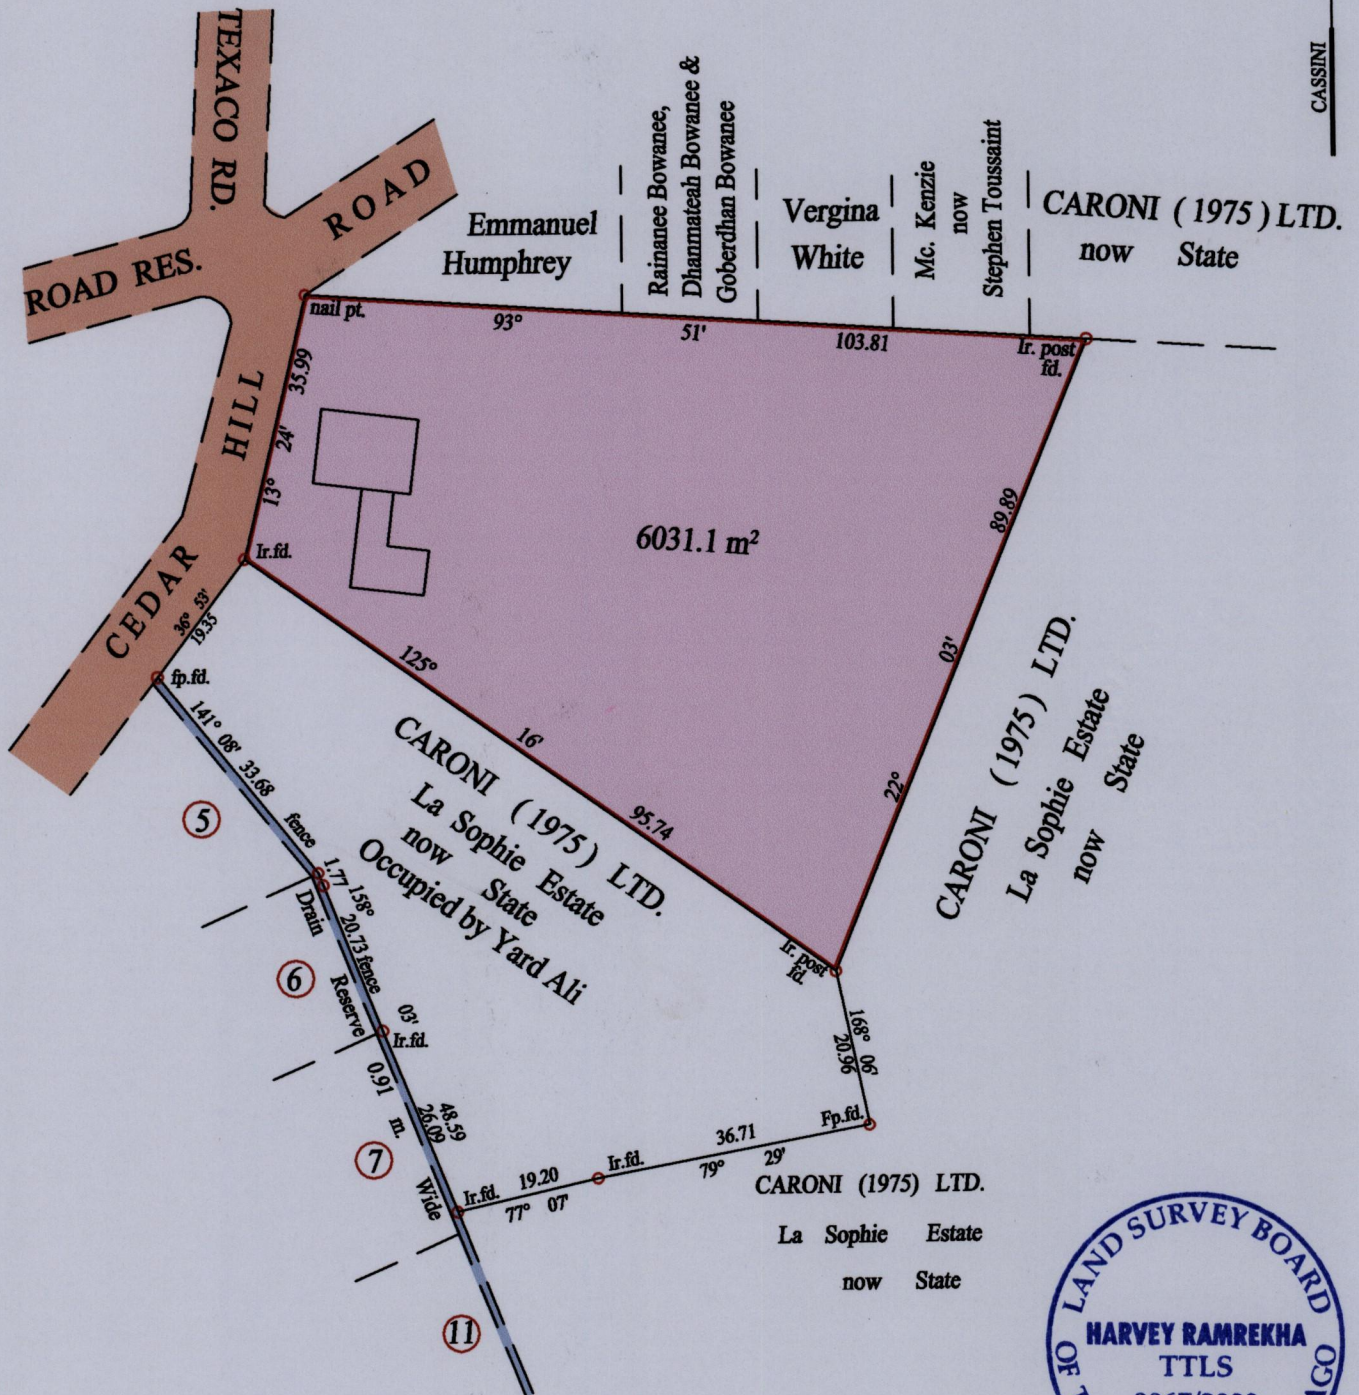 CASSINI
TEXACO RD.
ROAD
ROAD RES.
CEDAR HILL
Emmanuel
Humphrey
Rainanee Bowanee,
Dhanmateah Bowanee &
Goberdhan Bowanee
Vergina
White
Mc. Kenzie
now
Stephen Toussaint
CARONI (1975) LTD.
now State
nail pt.
93° 51' 103.81
Ir. post
fd.
13° 24' 35.99
Ir.fd.
6031.1 m²
22° 03' 89.89
36° 53'
19.35
fp.fd.
125° 16' 95.74
CARONI (1975) LTD.
La Sophie Estate
now State
Occupied by Yard Ali
CARONI (1975) LTD.
La Sophie Estate
now State
141° 08' 33.68 fence
5
1.77 158° 03'
20.73 fence
Drain Reserve 0.91 m. Wide
6
Ir.fd.
48.59
26.09
7
Ir. post
fd.
168° 06'
20.96
Fp.fd.
36.71
79° 29'
Ir.fd.
19.20
77° 07'
Ir.fd.
CARONI (1975) LTD.
La Sophie Estate
now State
11
LAND SURVEY BOARD
HARVEY RAMREKHA
TTLS